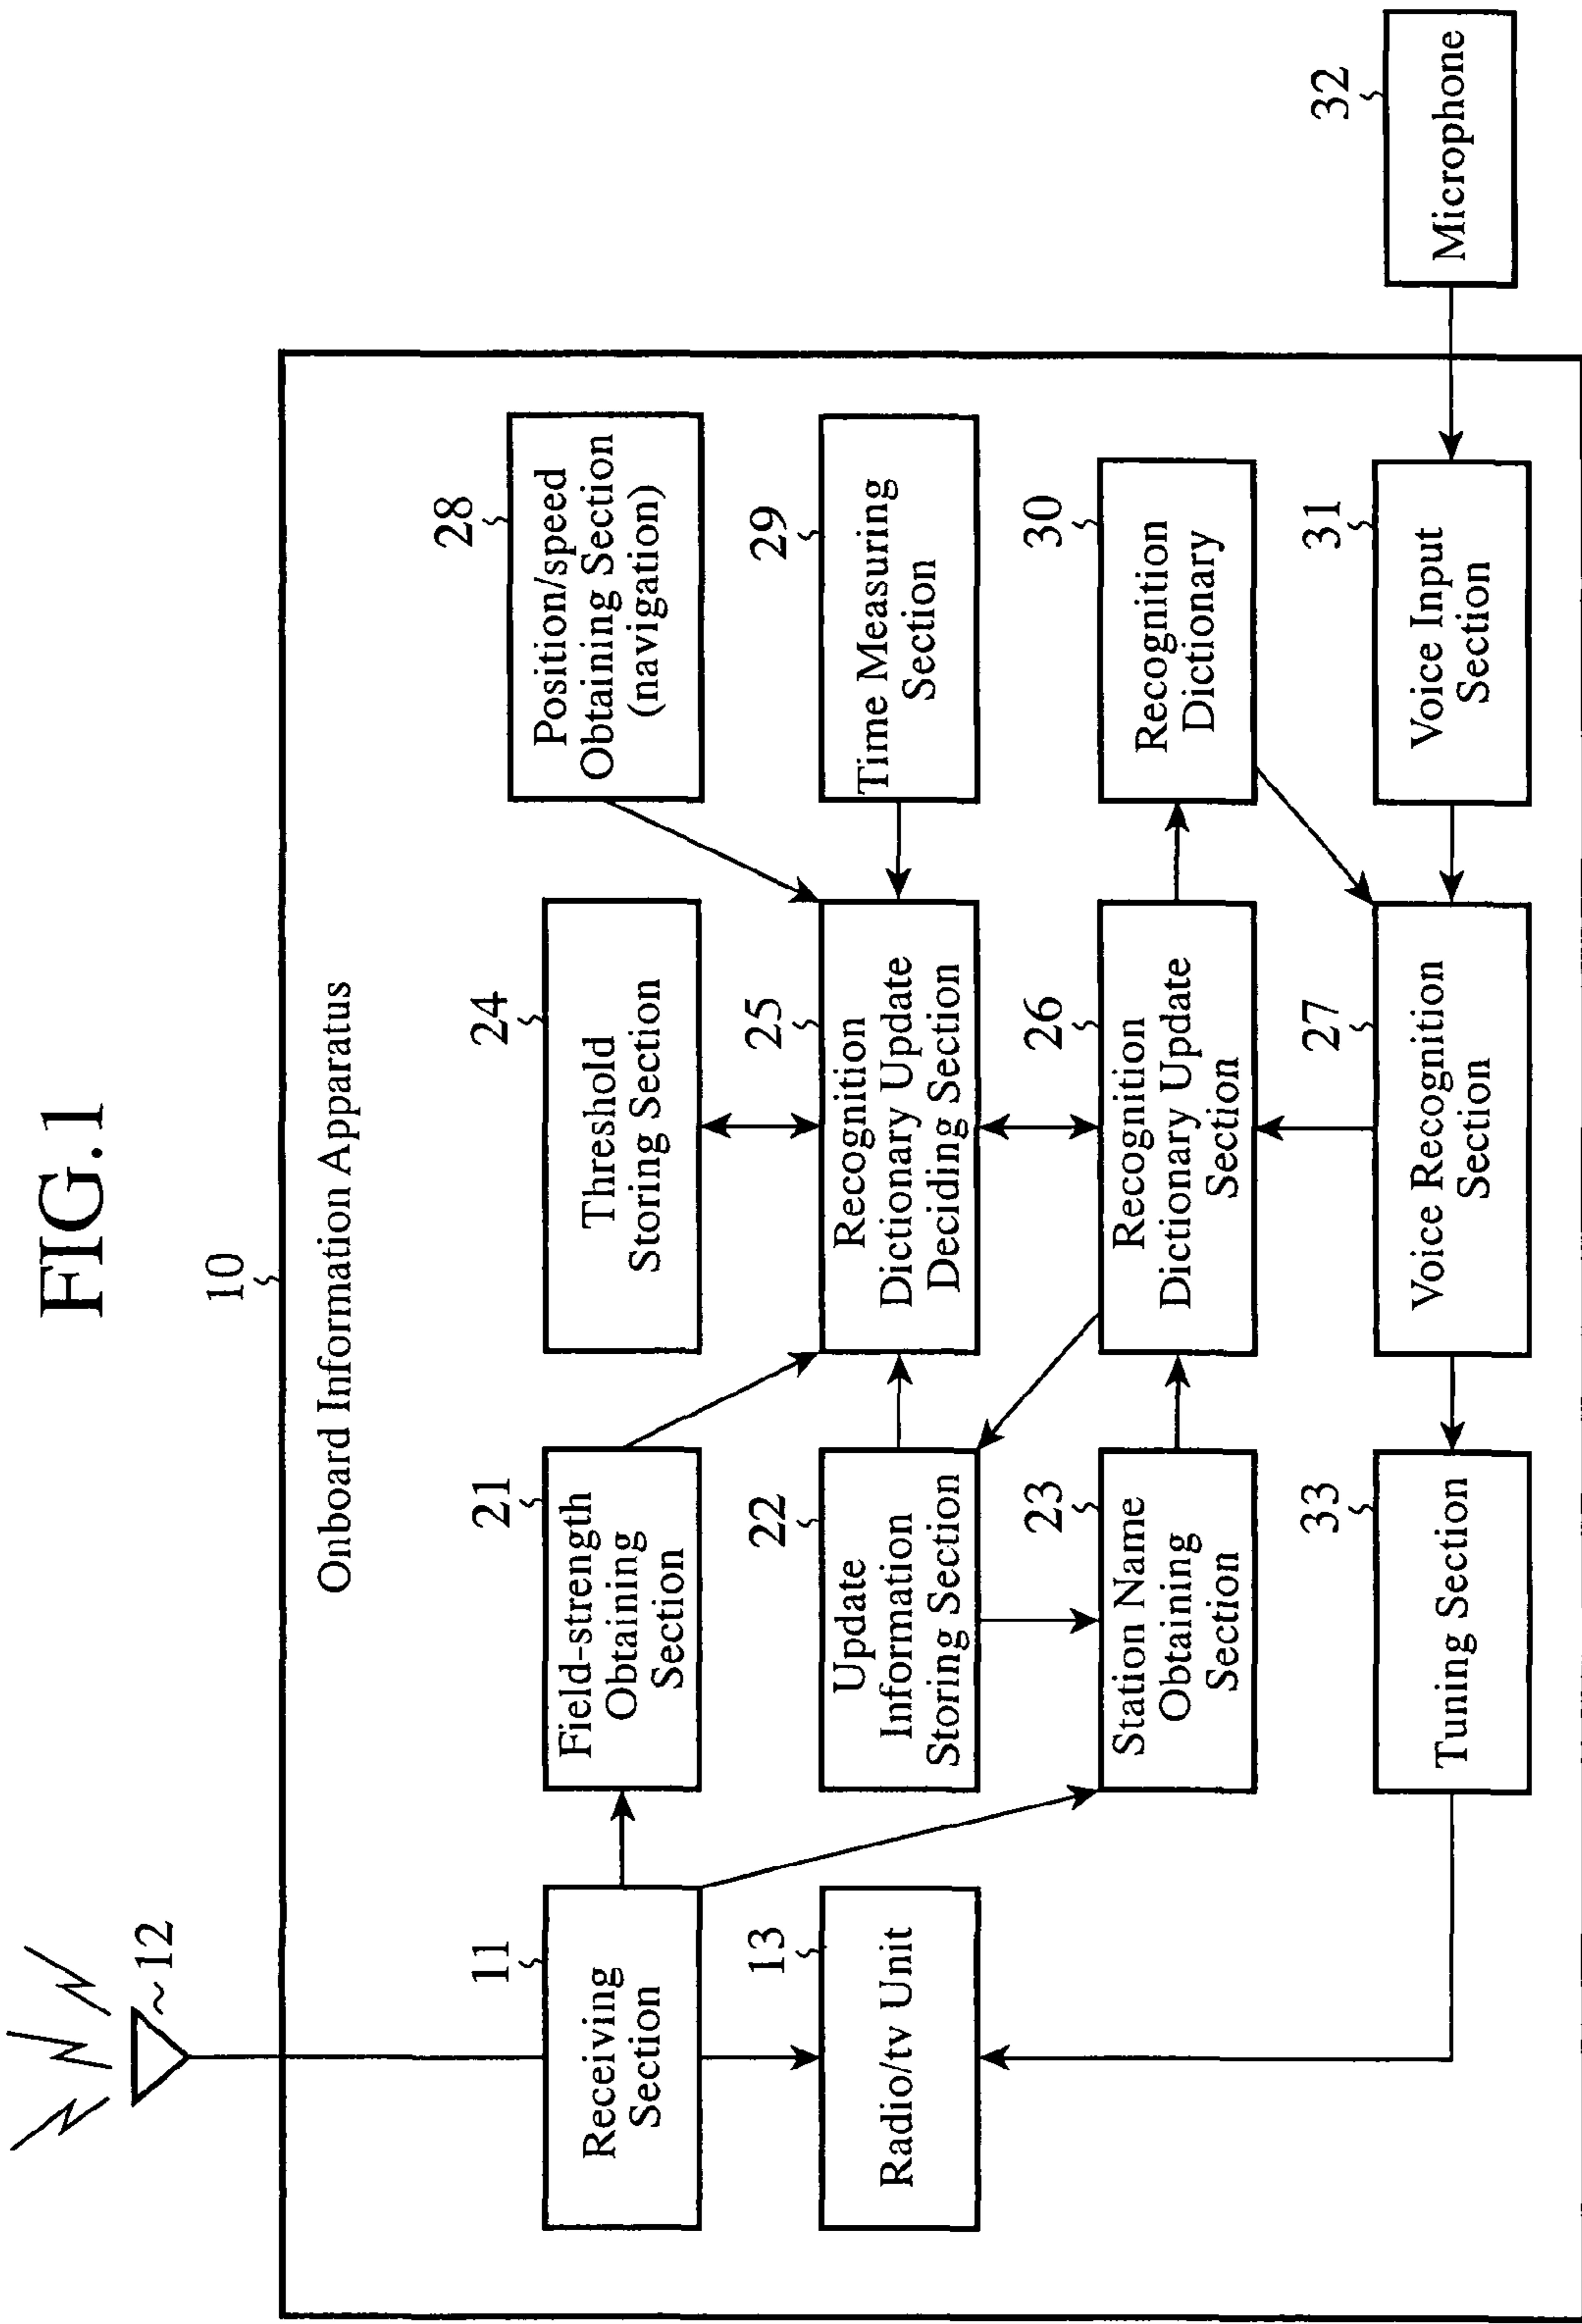 FIG.1
10
Onboard Information Apparatus
12
11
Receiving
Section
21
Field-strength
Obtaining
Section
24
Threshold
Storing Section
28
Position/speed
Obtaining Section
(navigation)
13
Radio/tv Unit
22
Update
Information
Storing Section
25
Recognition
Dictionary Update
Deciding Section
29
Time Measuring
Section
23
Station Name
Obtaining
Section
26
Recognition
Dictionary Update
Section
30
Recognition
Dictionary
33
Tuning Section
27
Voice Recognition
Section
31
Voice Input
Section
32
Microphone